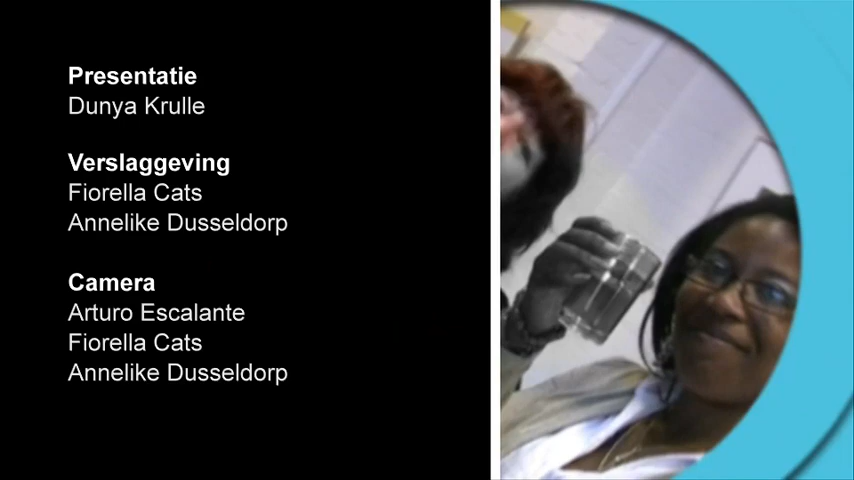 Presentatie
Dunya Krulle
Verslaggeving
Fiorella Cats
Annelike Dusseldorp
Camera
Arturo Escalante
Fiorella Cats
Annelike Dusseldorp